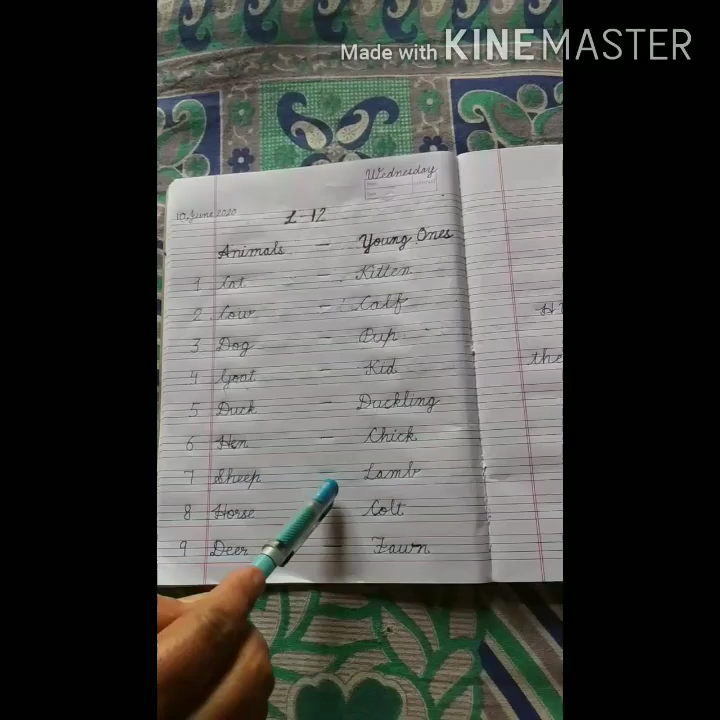 Made with KINEMASTER
Wednesday
10 June 2020
L-12
Animals — Young Ones
1 Cat — Kitten
2 Cow — Calf
3 Dog — Pup
4 Goat — Kid
5 Duck — Duckling
6 Hen — Chick
7 Sheep — Lamb
8 Horse Colt
9 Deer — Fawn
the